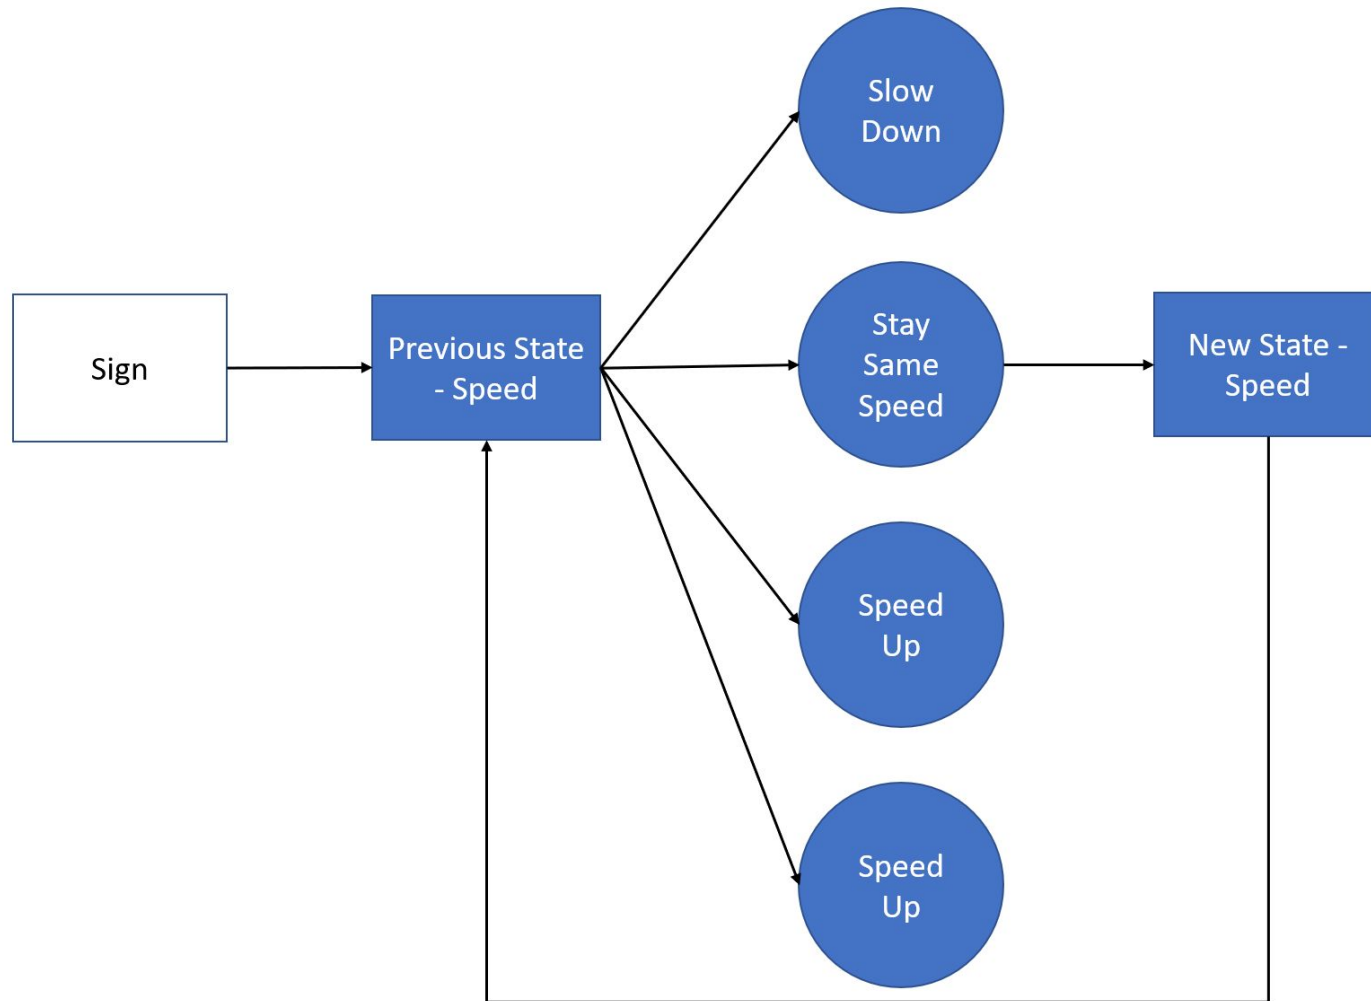 Slow
Down
Sign
Previous State
- Speed
Stay
Same
Speed
New State -
Speed
Speed
Up
Speed
Up